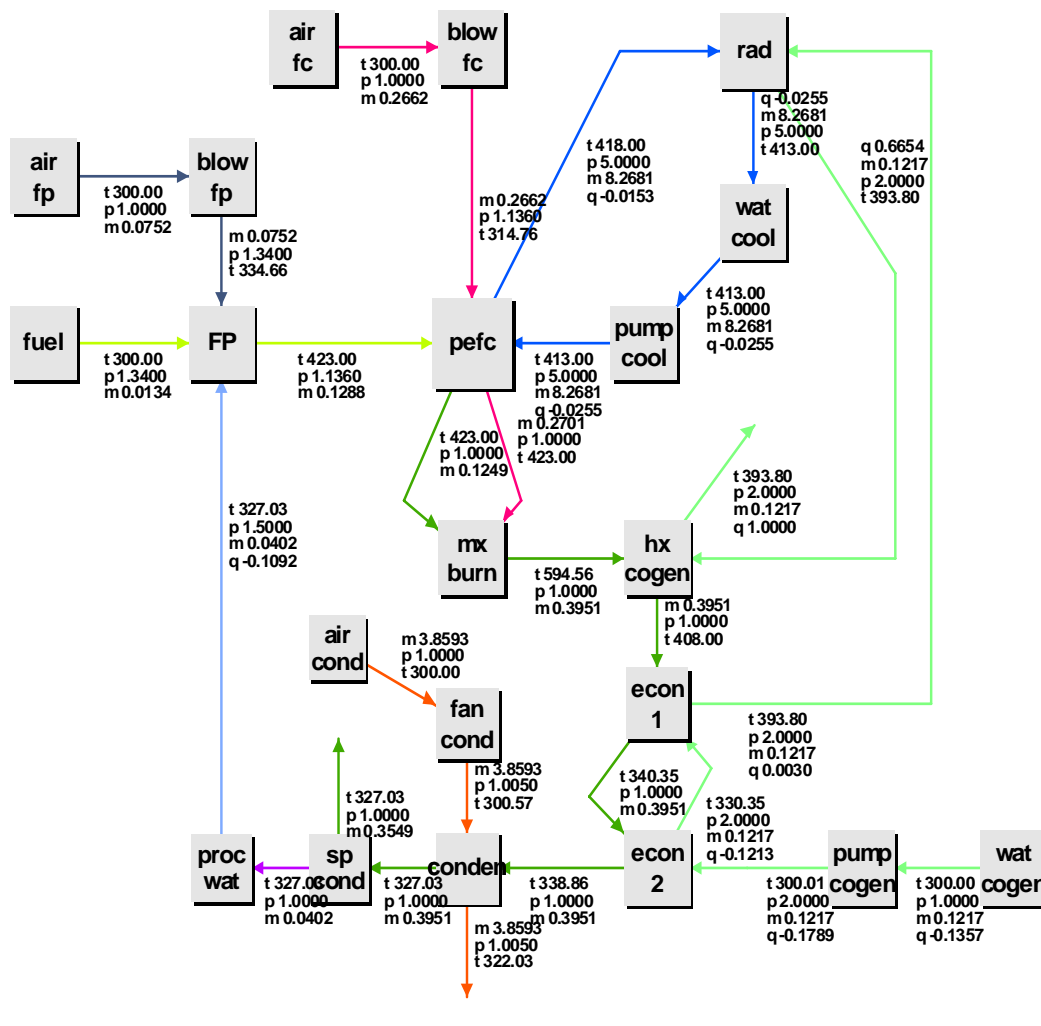 air
fc
blow
fc
rad
t 300.00
p 1.0000
m 0.2662
q -0.0255
m 8.2681
p 5.0000
t 413.00
t 418.00
p 5.0000
m 8.2681
q -0.0153
q 0.6654
m 0.1217
p 2.0000
t 393.80
air
fp
blow
fp
t 300.00
p 1.0000
m 0.0752
m 0.2662
p 1.1360
t 314.76
wat
cool
m 0.0752
p 1.3400
t 334.66
t 413.00
p 5.0000
m 8.2681
q -0.0255
fuel
FP
pefc
pump
cool
t 300.00
p 1.3400
m 0.0134
t 423.00
p 1.1360
m 0.1288
t 413.00
p 5.0000
m 8.2681
q -0.0255
m 0.2701
p 1.0000
t 423.00
t 423.00
p 1.0000
m 0.1249
t 393.80
p 2.0000
m 0.1217
q 1.0000
t 327.03
p 1.5000
m 0.0402
q -0.1092
mx
burn
hx
cogen
t 594.56
p 1.0000
m 0.3951
m 0.3951
p 1.0000
t 408.00
air
cond
m 3.8593
p 1.0000
t 300.00
fan
cond
econ
1
t 393.80
p 2.0000
m 0.1217
q 0.0030
m 3.8593
p 1.0050
t 300.57
t 340.35
p 1.0000
m 0.3951
t 327.03
p 1.0000
m 0.3549
t 330.35
p 2.0000
m 0.1217
q -0.1213
proc
wat
sp
cond
conden
econ
2
pump
cogen
wat
cogen
t 327.03
p 1.0000
m 0.0402
t 327.03
p 1.0000
m 0.3951
t 338.86
p 1.0000
m 0.3951
t 300.01
p 2.0000
m 0.1217
q -0.1789
t 300.00
p 1.0000
m 0.1217
q -0.1357
m 3.8593
p 1.0050
t 322.03